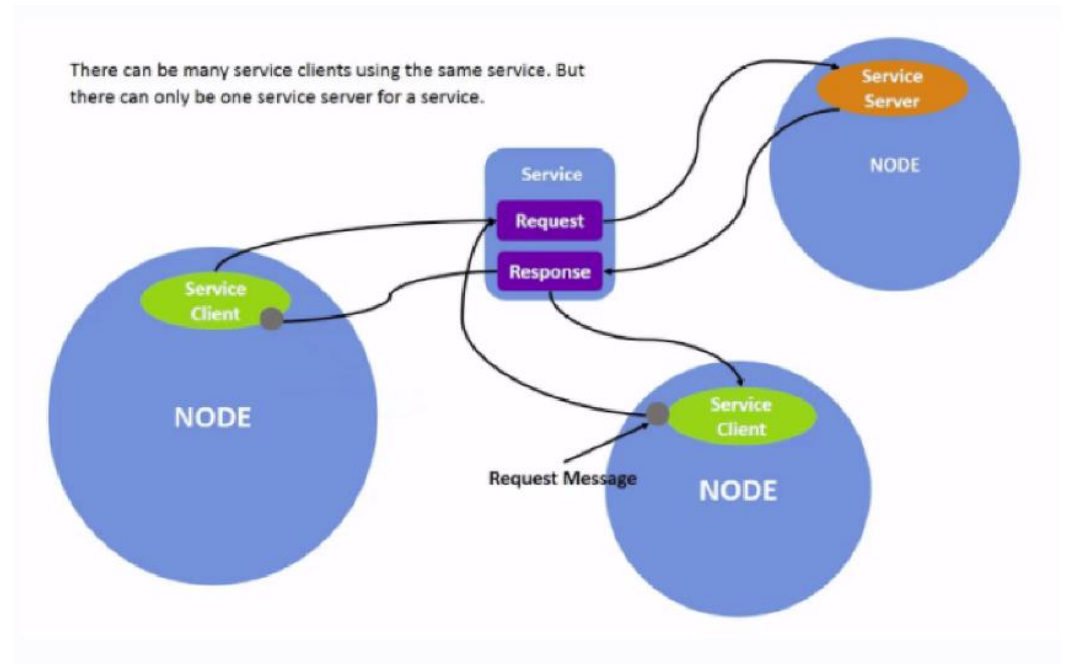 There can be many service clients using the same service. But
there can only be one service server for a service.
Service
Server
NODE
Service
Request
Response
Service
Client
NODE
Service
Client
Request Message
NODE